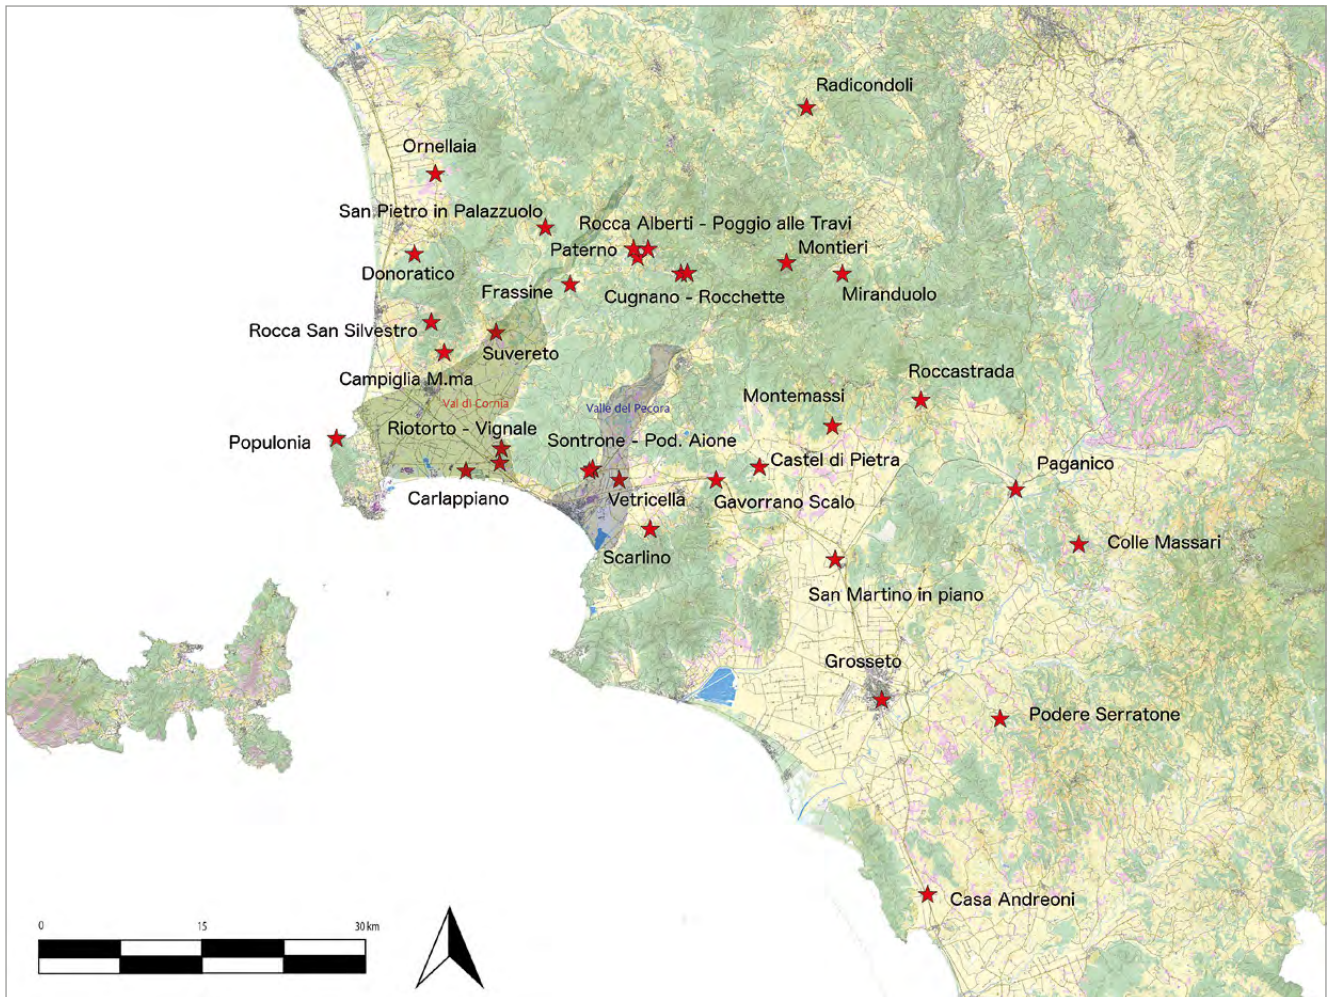 Radicondoli
Ornellaia
San Pietro in Palazzuolo
Rocca Alberti - Poggio alle Travi
Paterno
Montieri
Donoratico
Frassine
Cugnano - Rocchette
Miranduolo
Rocca San Silvestro
Suvereto
Campiglia M.ma
Roccastrada
Val di Cornia
Valle del Pecora
Montemassi
Riotorto - Vignale
Populonia
Sontrone - Pod. Aione
Castel di Pietra
Paganico
Carlappiano
Vetricella
Gavorrano Scalo
Scarlino
Colle Massari
San Martino in piano
Grosseto
Podere Serratone
Casa Andreoni
0 15 30 km